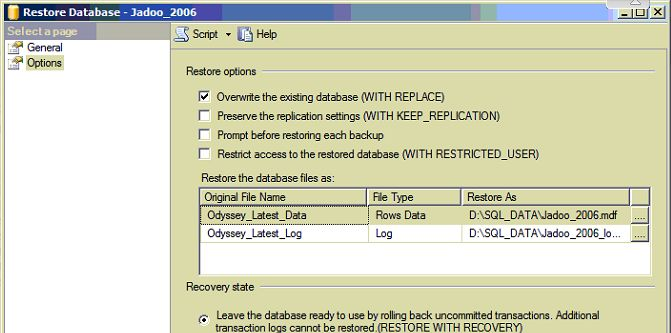 Restore Database - Jadoo_2006
Select a page
General
Options
Script
Help
Restore options
Overwrite the existing database (WITH REPLACE)
Preserve the replication settings (WITH KEEP_REPLICATION)
Prompt before restoring each backup
Restrict access to the restored database (WITH RESTRICTED_USER)
Restore the database files as:
Original File Name File Type Restore As
Odyssey_Latest_Data Rows Data D:\SQL_DATA\Jadoo_2006.mdf ....
Odyssey_Latest_Log Log D:\SQL_DATA\Jadoo_2006_lo... ....
Recovery state
Leave the database ready to use by rolling back uncommitted transactions. Additional
transaction logs cannot be restored.(RESTORE WITH RECOVERY)